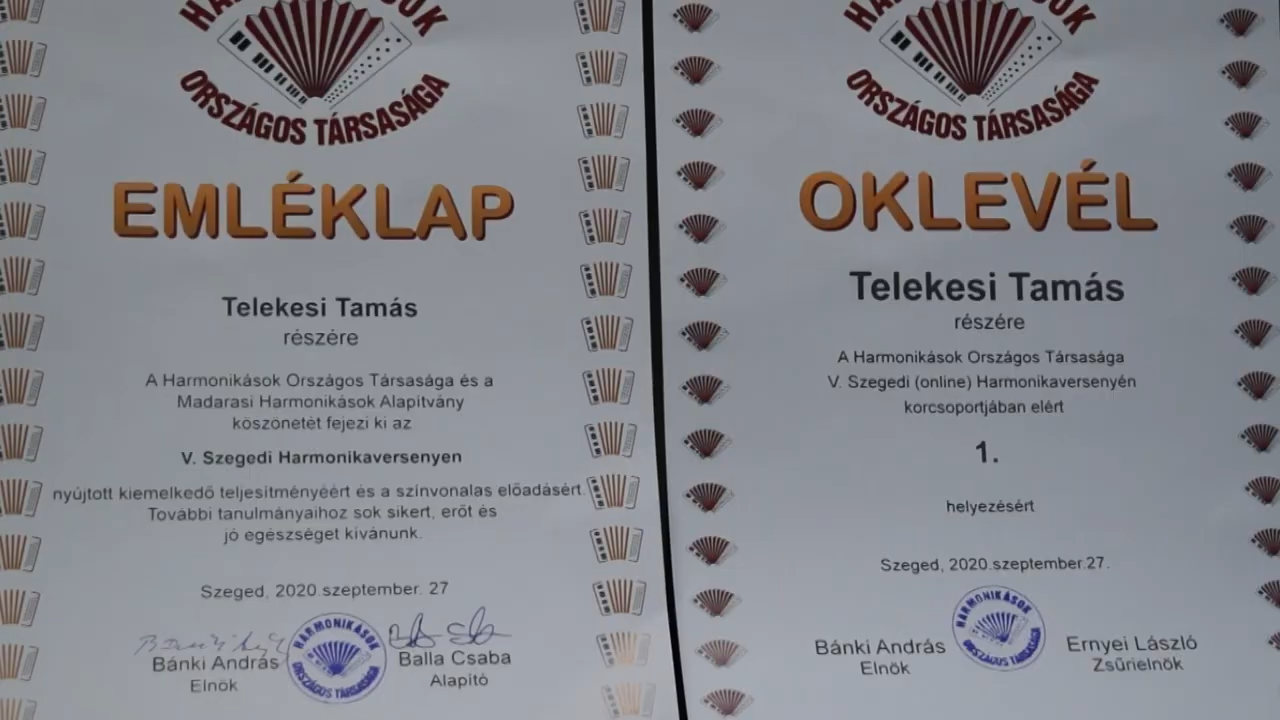 ORSZÁGOS TÁRSASÁGA
EMLÉKLAP
Telekesi Tamás
részére
A Harmonikások Országos Társasága és a
Madarasi Harmonikások Alapítvány
köszönetét fejezi ki az
V. Szegedi Harmonikaversenyen
nyújtott kiemelkedő teljesítményéért és a színvonalas előadásért.
További tanulmányaihoz sok sikert, erőt és
jó egészséget kívánunk.
Szeged, 2020.szeptember. 27
HARMONIKÁSOK
ORSZÁGOS TÁRSASÁGA
Bánki András
Elnök
Balla Csaba
Alapító
ORSZÁGOS TÁRSASÁGA
OKLEVÉL
Telekesi Tamás
részére
A Harmonikások Országos Társasága
V. Szegedi (online) Harmonikaversenyén
korcsoportjában elért
1.
helyezésért
Szeged, 2020.szeptember.27.
HARMONIKÁSOK
ORSZÁGOS TÁRSASÁGA
Bánki András
Elnök
Ernyei László
Zsűrielnök